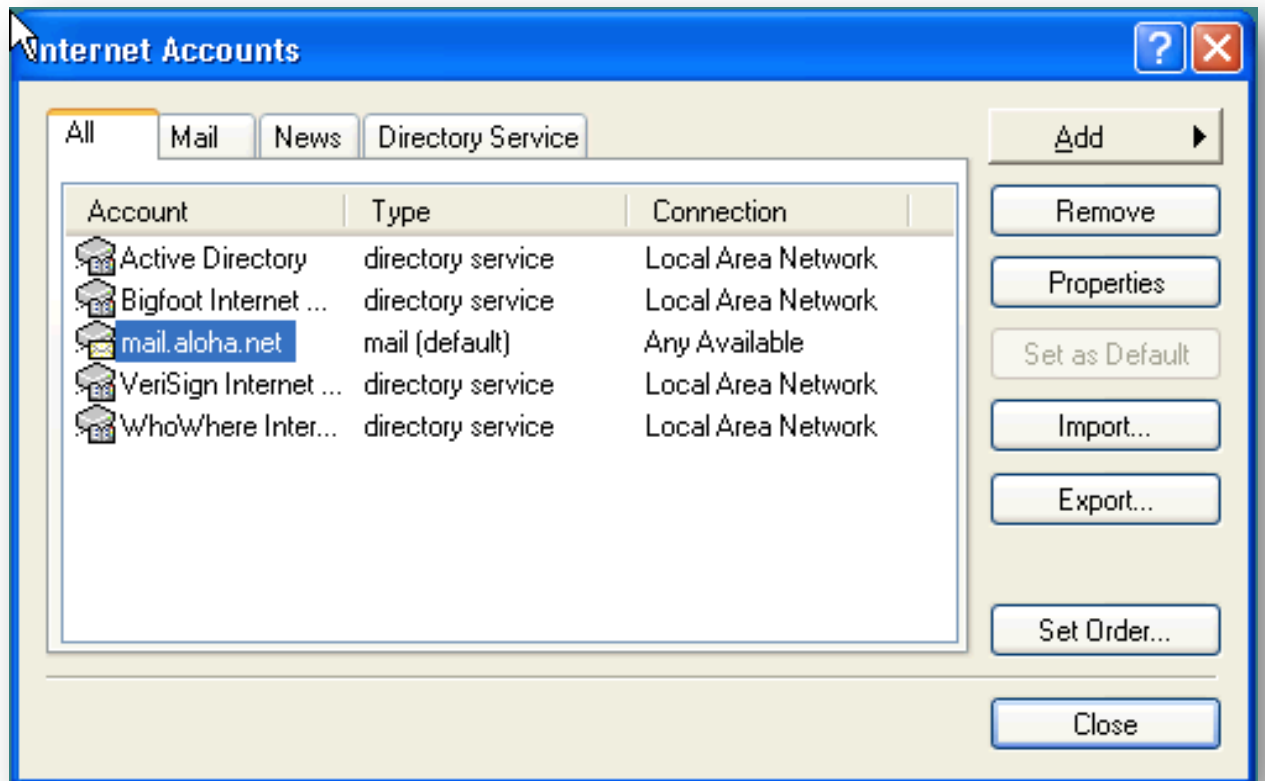 Internet Accounts
All Mail News Directory Service
Add
Account Type Connection
Remove
Active Directory directory service Local Area Network
Bigfoot Internet ... directory service Local Area Network
Properties
mail.aloha.net mail (default) Any Available
Set as Default
VeriSign Internet ... directory service Local Area Network
WhoWhere Inter... directory service Local Area Network
Import...
Export...
Set Order...
Close